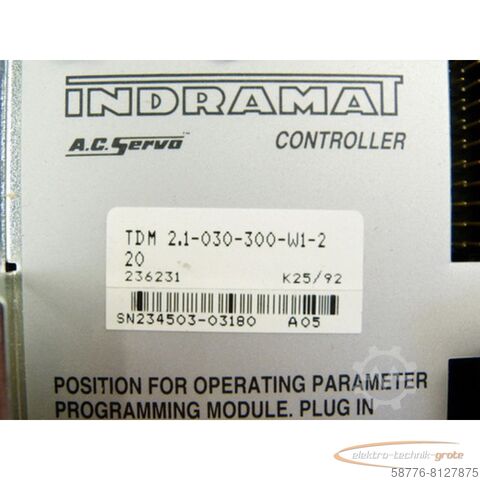 INDRAMAT
A.C. Servo™ CONTROLLER
TDM 2.1-030-300-W1-2
20
236231 K25/92
SN234503-03180 A05
POSITION FOR OPERATING PARAMETER
PROGRAMMING MODULE. PLUG IN
elektro-technik-grote
58776-8127875